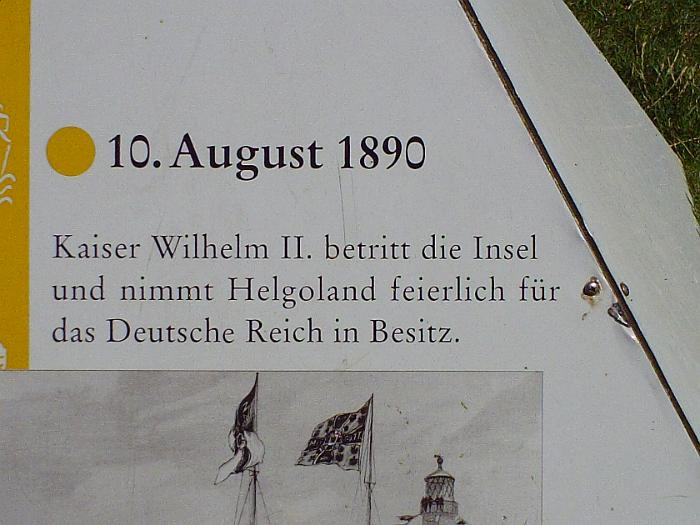 10. August 1890
Kaiser Wilhelm II. betritt die Insel
und nimmt Helgoland feierlich für
das Deutsche Reich in Besitz.